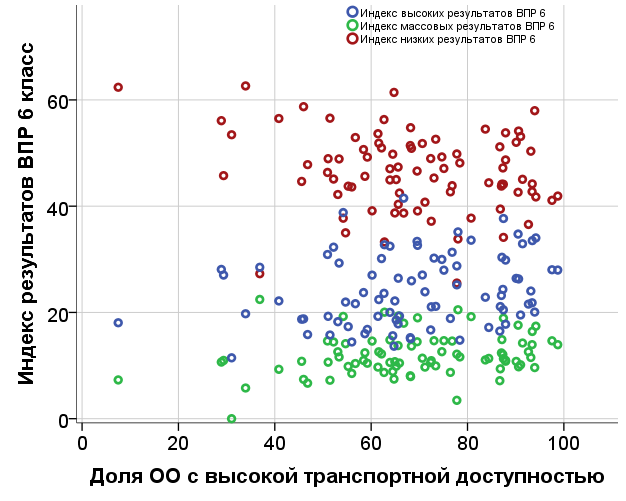 Индекс высоких результатов ВПР 6
Индекс массовых результатов ВПР 6
Индекс низких результатов ВПР 6
Индекс результатов ВПР 6 класс
60
40
20
0
0 20 40 60 80 100
Доля ОО с высокой транспортной доступностью